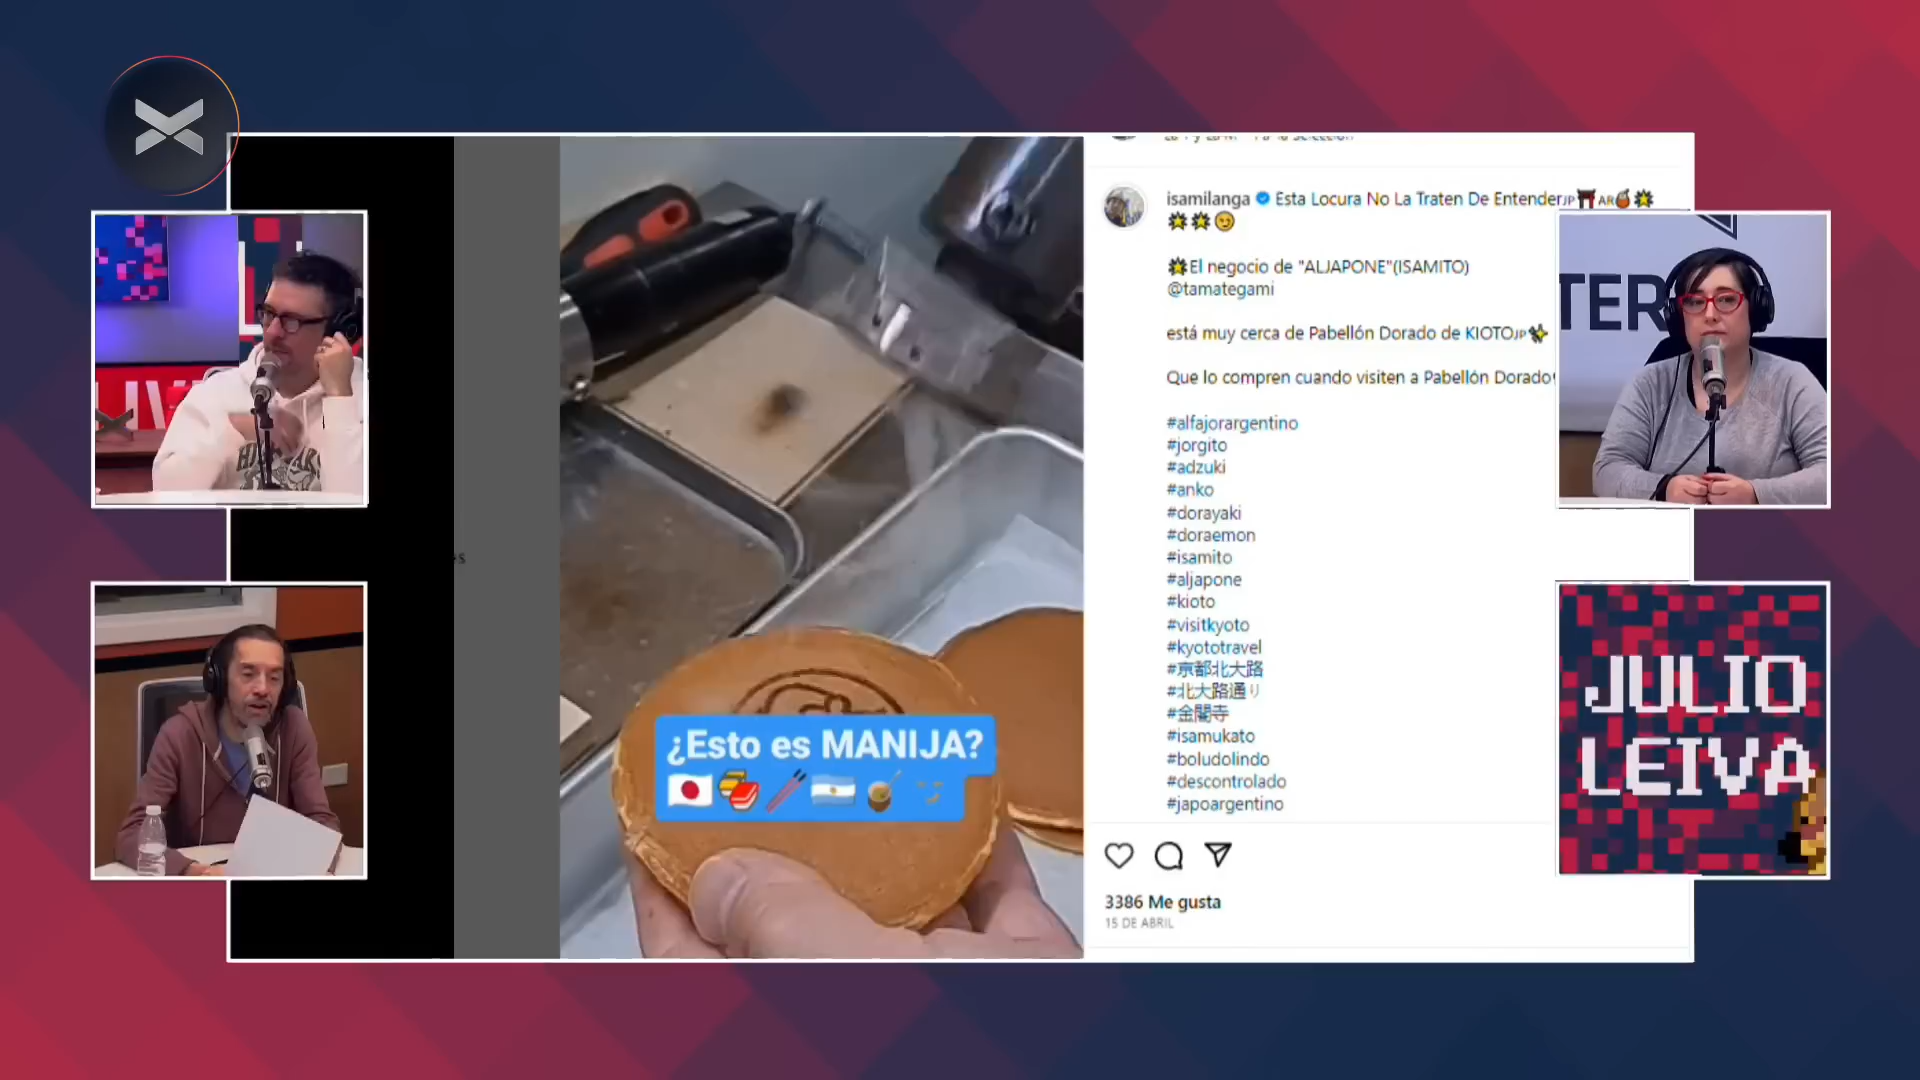 isamilanga Esta Locura No La Traten De Entender JP AR
El negocio de "ALJAPONE"(ISAMITO)
@tamategami
está muy cerca de Pabellón Dorado de KIOTO JP
Que lo compren cuando visiten a Pabellón Dorado
#alfajorargentino
#jorgito
#adzuki
#anko
#dorayaki
#doraemon
#isamito
#aljapone
#kioto
#visitkyoto
#kyototravel
#京都北大路
#北大路通り
#金閣寺
#isamukato
#boludolindo
#descontrolado
#japoargentino
3386 Me gusta
15 DE ABRIL
¿Esto es MANIJA?
TER
JULIO
LEIVA